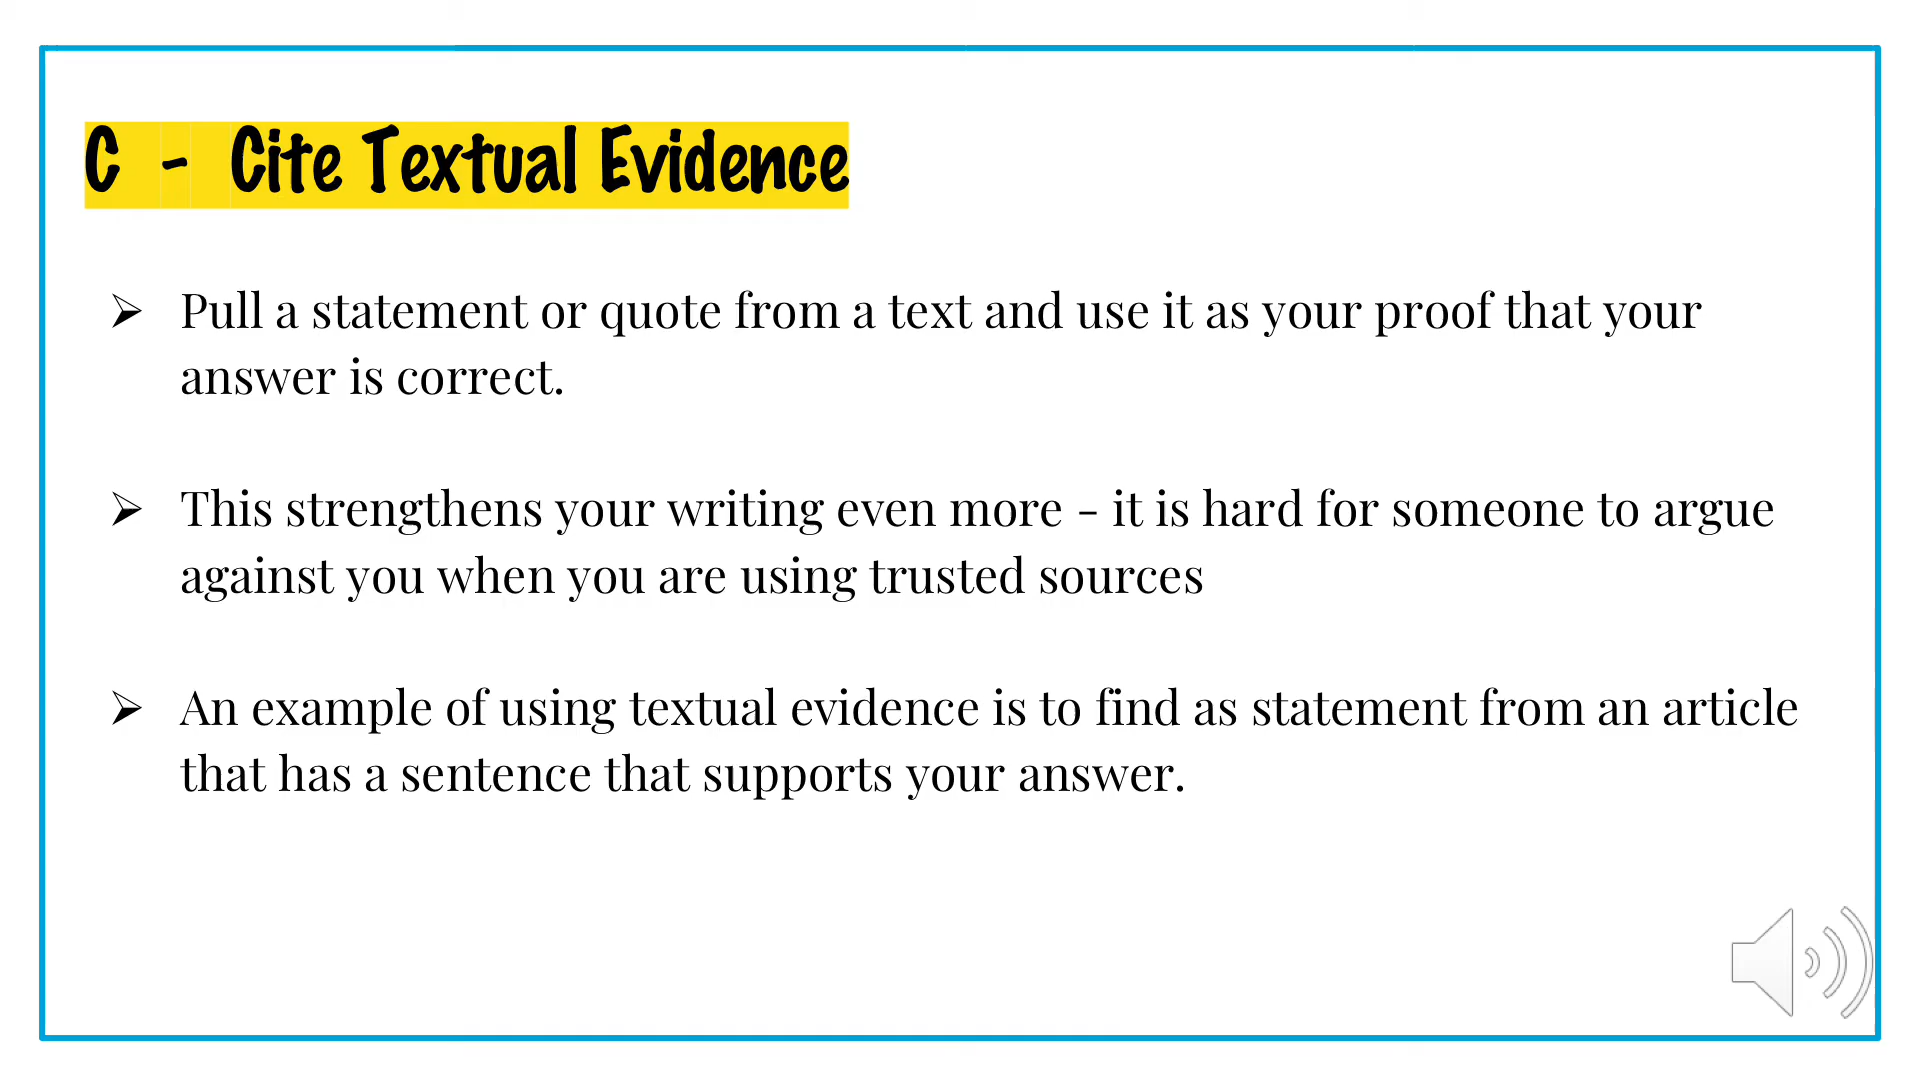 C - Cite Textual Evidence
➢ Pull a statement or quote from a text and use it as your proof that your
answer is correct.
➢ This strengthens your writing even more - it is hard for someone to argue
against you when you are using trusted sources
➢ An example of using textual evidence is to find as statement from an article
that has a sentence that supports your answer.